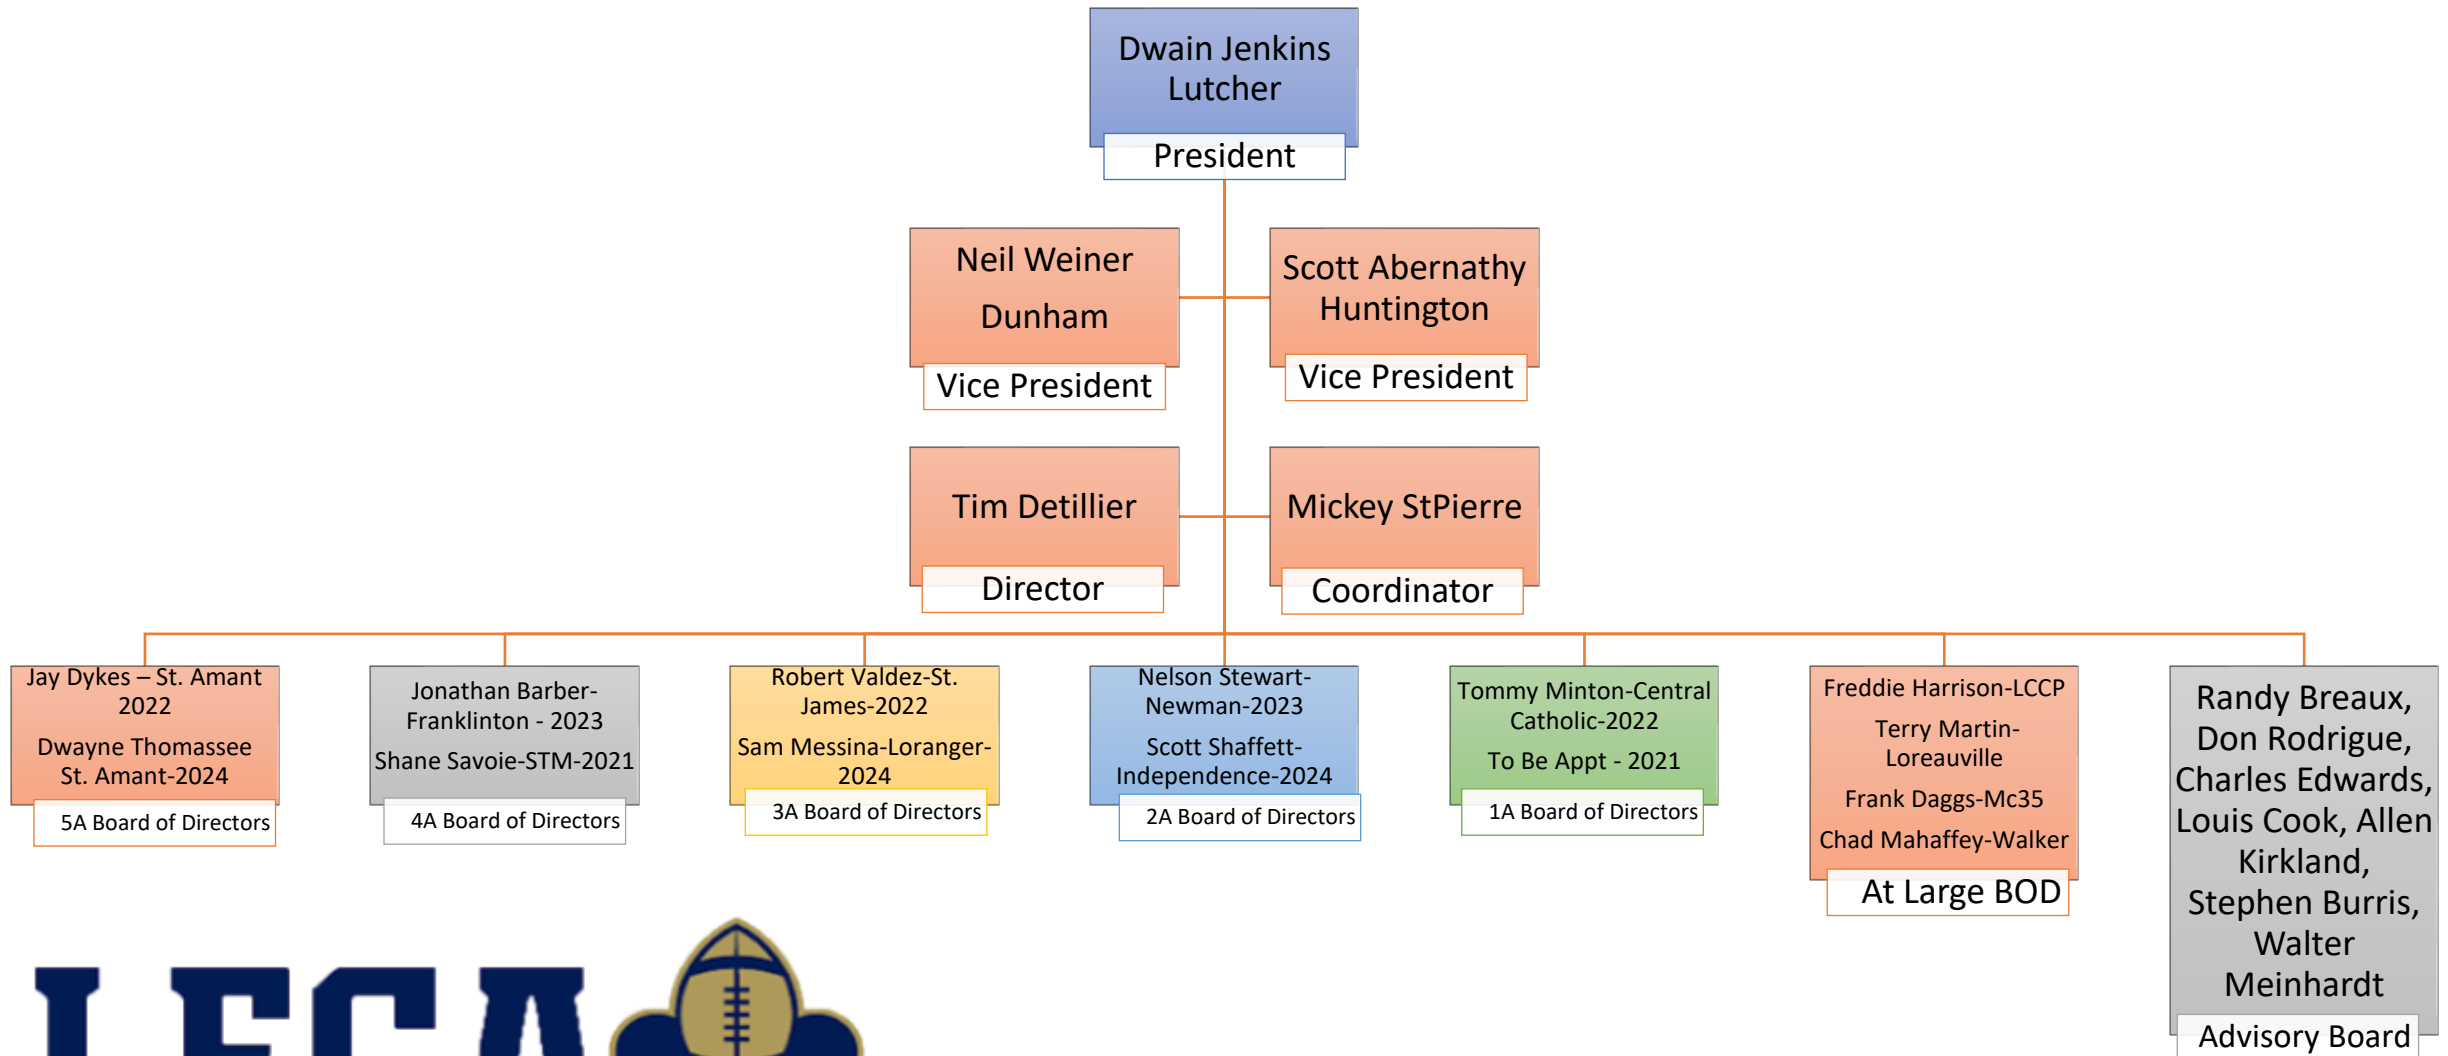 Dwain Jenkins
Lutcher
President
Neil Weiner
Dunham
Vice President
Scott Abernathy
Huntington
Vice President
Tim Detillier
Director
Mickey StPierre
Coordinator
Jay Dykes – St. Amant
2022
Dwayne Thomassee
St. Amant-2024
5A Board of Directors
Jonathan Barber-
Franklinton - 2023
Shane Savoie-STM-2021
4A Board of Directors
Robert Valdez-St.
James-2022
Sam Messina-Loranger-
2024
3A Board of Directors
Nelson Stewart-
Newman-2023
Scott Shaffett-
Independence-2024
2A Board of Directors
Tommy Minton-Central
Catholic-2022
To Be Appt - 2021
1A Board of Directors
Freddie Harrison-LCCP
Terry Martin-
Loreauville
Frank Daggs-Mc35
Chad Mahaffey-Walker
At Large BOD
Randy Breaux,
Don Rodrigue,
Charles Edwards,
Louis Cook, Allen
Kirkland,
Stephen Burris,
Walter
Meinhardt
Advisory Board
LFCA